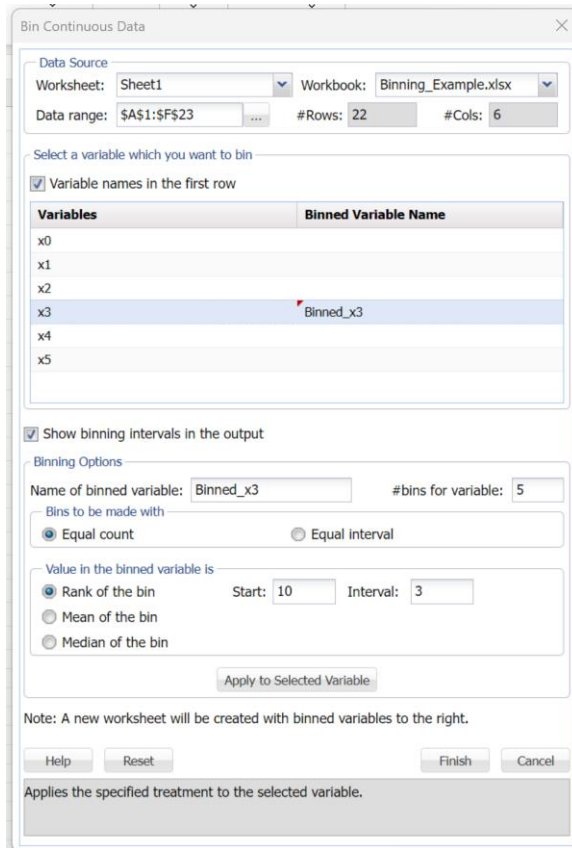 Bin Continuous Data
Data Source
Worksheet: Sheet1 Workbook: Binning_Example.xlsx
Data range: $A$1:$F$23 ... #Rows: 22 #Cols: 6
Select a variable which you want to bin
Variable names in the first row
Variables Binned Variable Name
x0
x1
x2
x3 Binned_x3
x4
x5
Show binning intervals in the output
Binning Options
Name of binned variable: Binned_x3 #bins for variable: 5
Bins to be made with
Equal count Equal interval
Value in the binned variable is
Rank of the bin Start: 10 Interval: 3
Mean of the bin
Median of the bin
Apply to Selected Variable
Note: A new worksheet will be created with binned variables to the right.
Help Reset Finish Cancel
Applies the specified treatment to the selected variable.